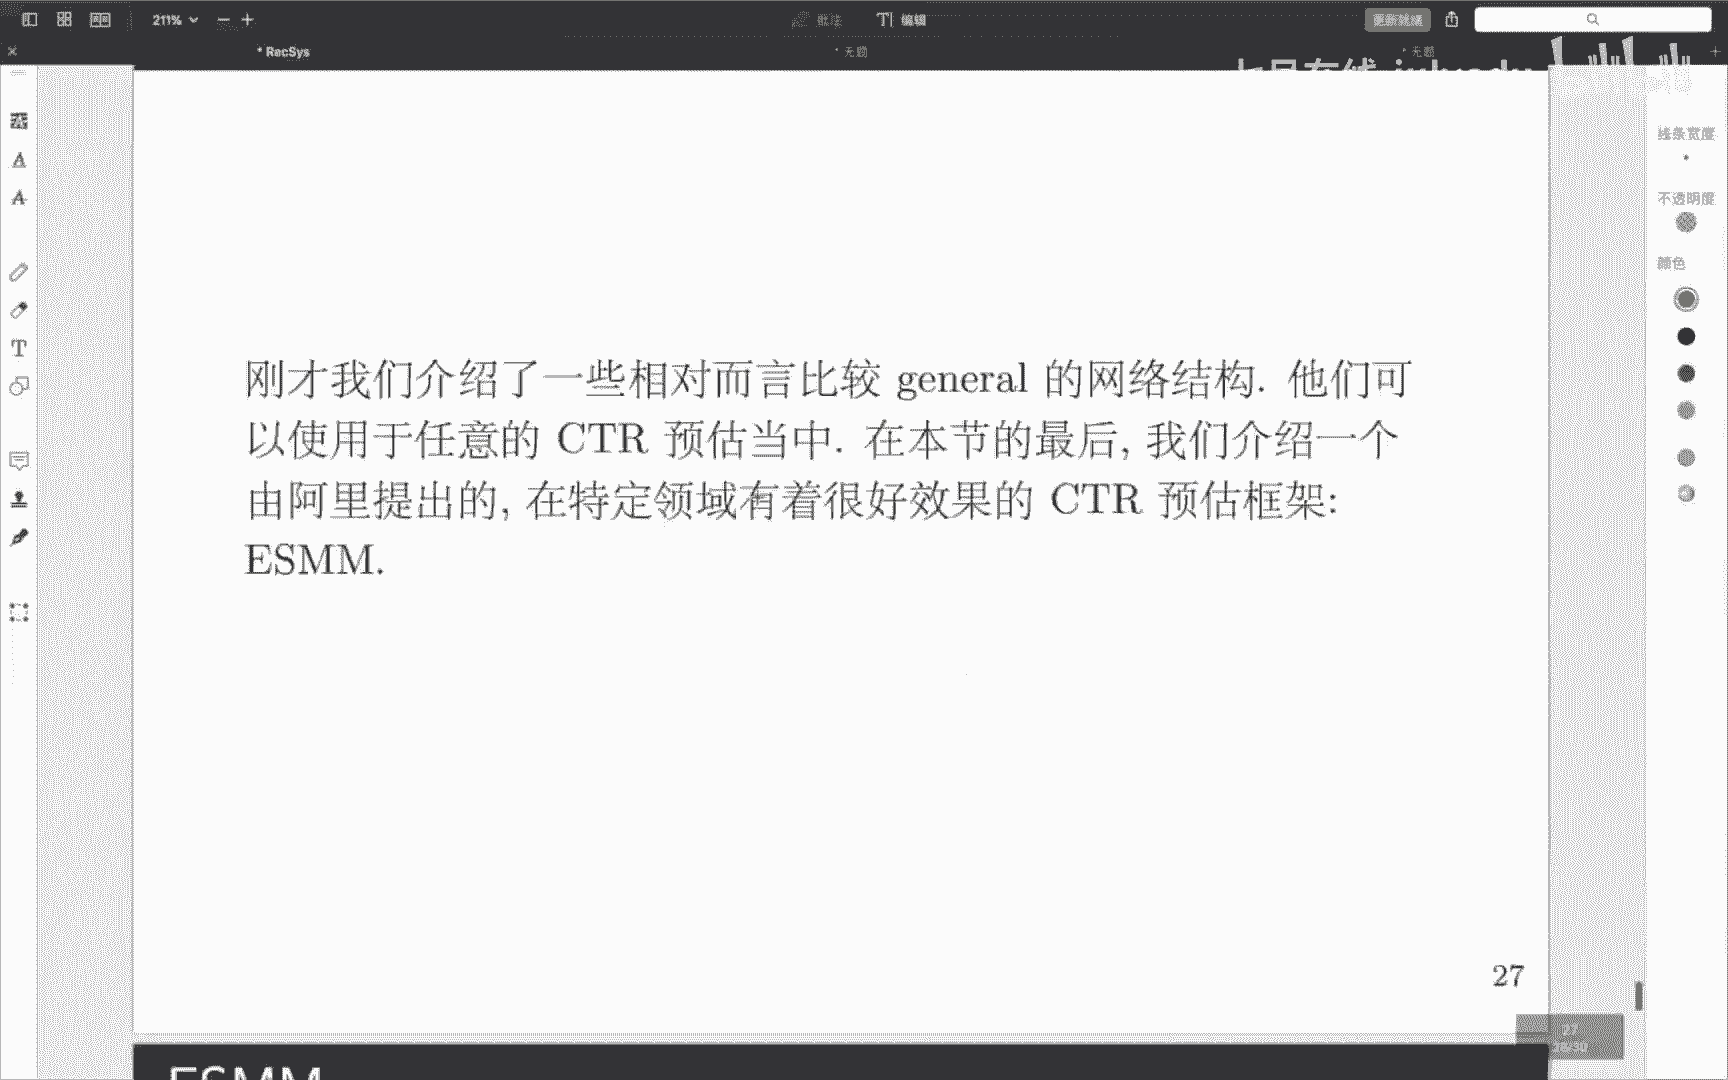 211%
批注
编辑
更新就绪
RecSys
无题
无题
七月在线
线条宽度
不透明度
颜色
刚才我们介绍了一些相对而言比较 general 的网络结构. 他们可
以使用于任意的 CTR 预估当中. 在本节的最后, 我们介绍一个
由阿里提出的, 在特定领域有着很好效果的 CTR 预估框架:
ESMM.
27
27
ESMM